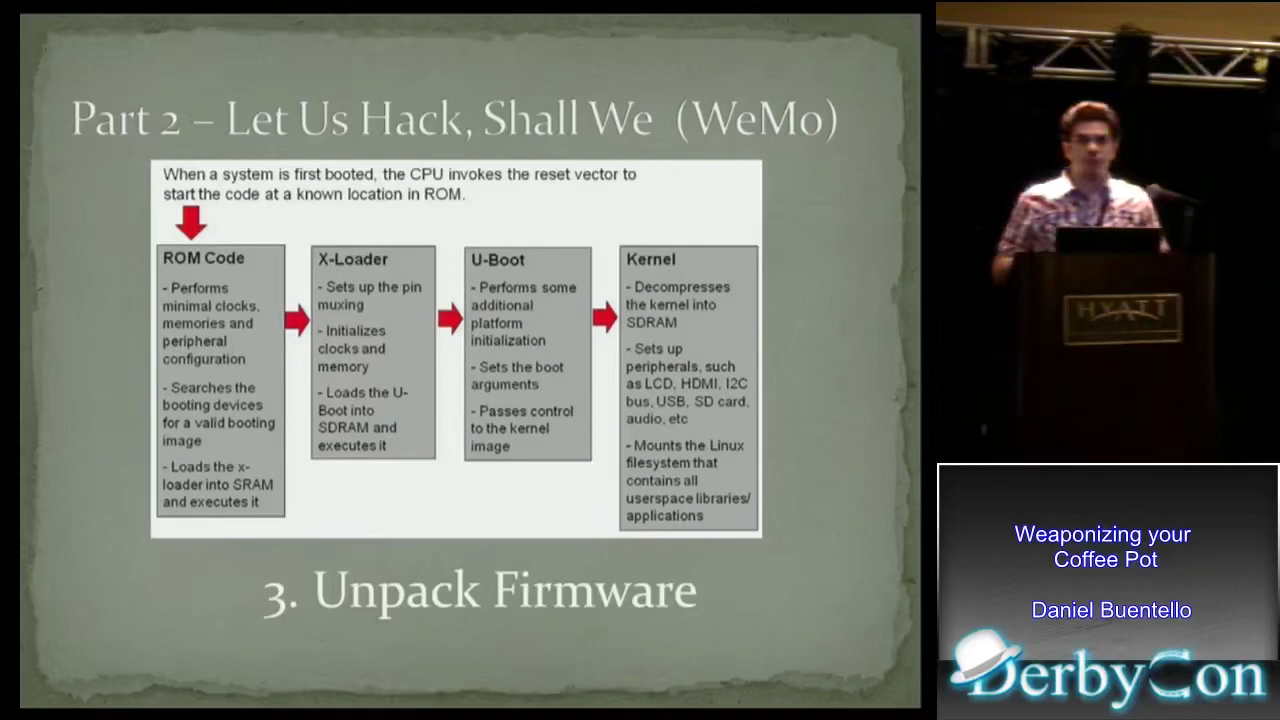 Part 2 – Let Us Hack, Shall We (WeMo)
When a system is first booted, the CPU invokes the reset vector to
start the code at a known location in ROM.
ROM Code
- Performs
minimal clocks,
memories and
peripheral
configuration
- Searches the
booting devices
for a valid booting
image
- Loads the x-
loader into SRAM
and executes it
X-Loader
- Sets up the pin
muxing
- Initializes
clocks and
memory
- Loads the U-
Boot into
SDRAM and
executes it
U-Boot
- Performs some
additional
platform
initialization
- Sets the boot
arguments
- Passes control
to the kernel
image
Kernel
- Decompresses
the kernel into
SDRAM
- Sets up
peripherals, such
as LCD, HDMI, I2C
bus, USB, SD card,
audio, etc
- Mounts the Linux
filesystem that
contains all
userspace libraries/
applications
3. Unpack Firmware
HYATT
Weaponizing your
Coffee Pot
Daniel Buentello
DerbyCon